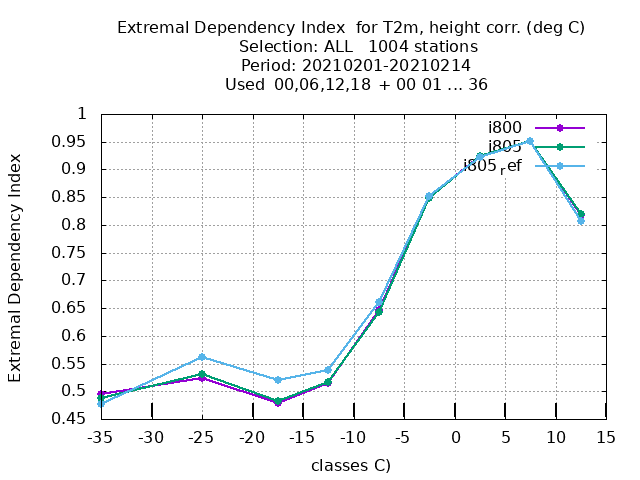 Extremal Dependency Index  for T2m, height corr. (deg C)
Selection: ALL   1004 stations
Period: 20210201-20210214
Used  00,06,12,18 + 00 01 ... 36
Extremal Dependency Index
1
0.95
0.9
0.85
0.8
0.75
0.7
0.65
0.6
0.55
0.5
0.45
i800
i805
i805ref
-35 -30 -25 -20 -15 -10 -5 0 5 10 15
classes C)